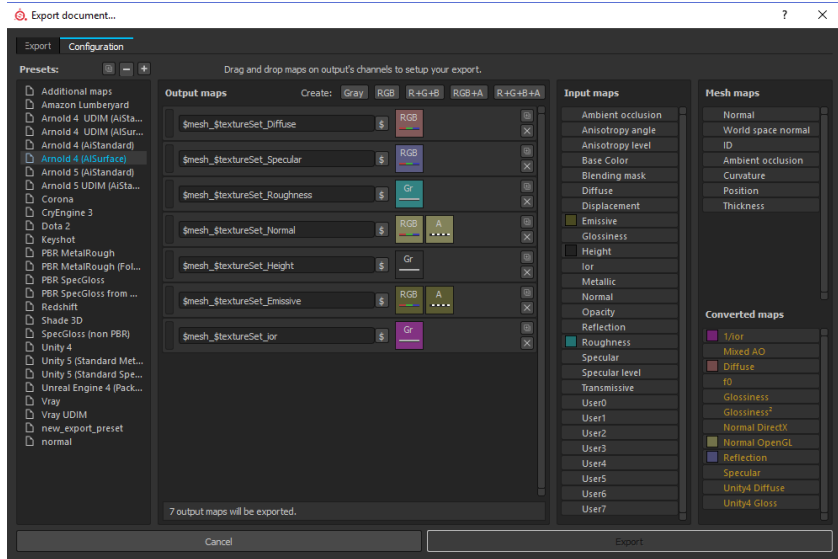 Export document...
? ×
Export Configuration
Presets:
Drag and drop maps on output's channels to setup your export.
Additional maps
Amazon Lumberyard
Arnold 4 UDIM (AiSta...
Arnold 4 UDIM (AlSur...
Arnold 4 (AiStandard)
Arnold 4 (AlSurface)
Arnold 5 (AiStandard)
Arnold 5 UDIM (AiSta...
Corona
CryEngine 3
Dota 2
Keyshot
PBR MetalRough
PBR MetalRough (Fol...
PBR SpecGloss
PBR SpecGloss from ...
Redshift
Shade 3D
SpecGloss (non PBR)
Unity 4
Unity 5 (Standard Met...
Unity 5 (Standard Spe...
Unreal Engine 4 (Pack...
Vray
Vray UDIM
new_export_preset
normal
Output maps Create: Gray RGB R+G+B RGB+A R+G+B+A
$mesh_$textureSet_Diffuse $ RGB
$mesh_$textureSet_Specular $ RGB
$mesh_$textureSet_Roughness $ Gr
$mesh_$textureSet_Normal $ RGB A
$mesh_$textureSet_Height $ Gr
$mesh_$textureSet_Emissive $ RGB A
$mesh_$textureSet_ior $ Gr
7 output maps will be exported.
Input maps
Ambient occlusion
Anisotropy angle
Anisotropy level
Base Color
Blending mask
Diffuse
Displacement
Emissive
Glossiness
Height
Ior
Metallic
Normal
Opacity
Reflection
Roughness
Specular
Specular level
Transmissive
User0
User1
User2
User3
User4
User5
User6
User7
Mesh maps
Normal
World space normal
ID
Ambient occlusion
Curvature
Position
Thickness
Converted maps
1/ior
Mixed AO
Diffuse
f0
Glossiness
Glossiness²
Normal DirectX
Normal OpenGL
Reflection
Specular
Unity4 Diffuse
Unity4 Gloss
Cancel
Export